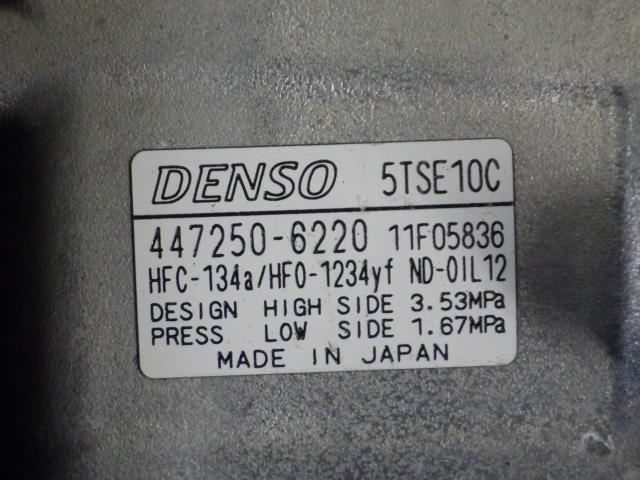 DENSO 5TSE10C
447250-6220 11F05836
HFC-134a/HFO-1234yf ND-OIL12
DESIGN HIGH SIDE 3.53MPa
PRESS LOW SIDE 1.67MPa
MADE IN JAPAN